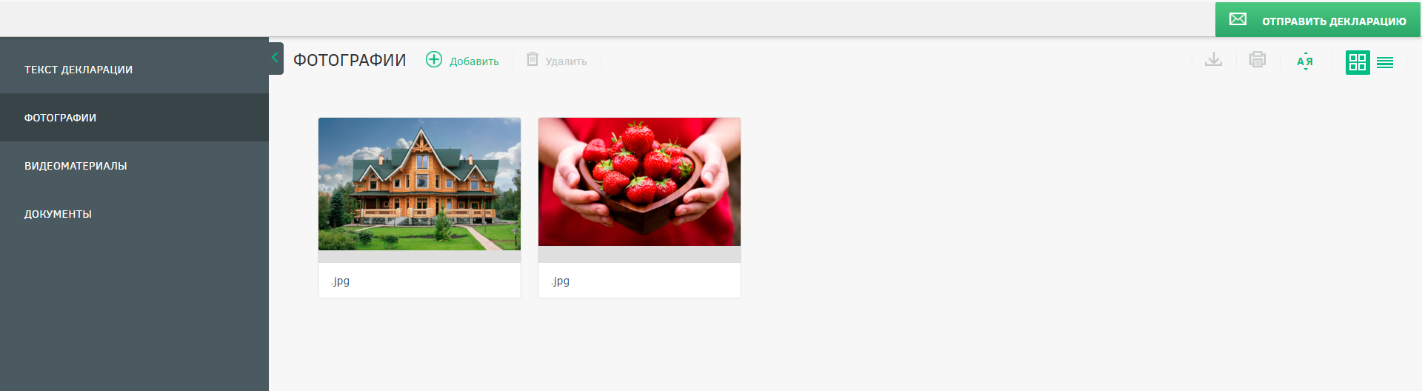 ОТПРАВИТЬ ДЕКЛАРАЦИЮ
ТЕКСТ ДЕКЛАРАЦИИ
ФОТОГРАФИИ
ВИДЕОМАТЕРИАЛЫ
ДОКУМЕНТЫ
ФОТОГРАФИИ Добавить Удалить АЯ
.jpg .jpg